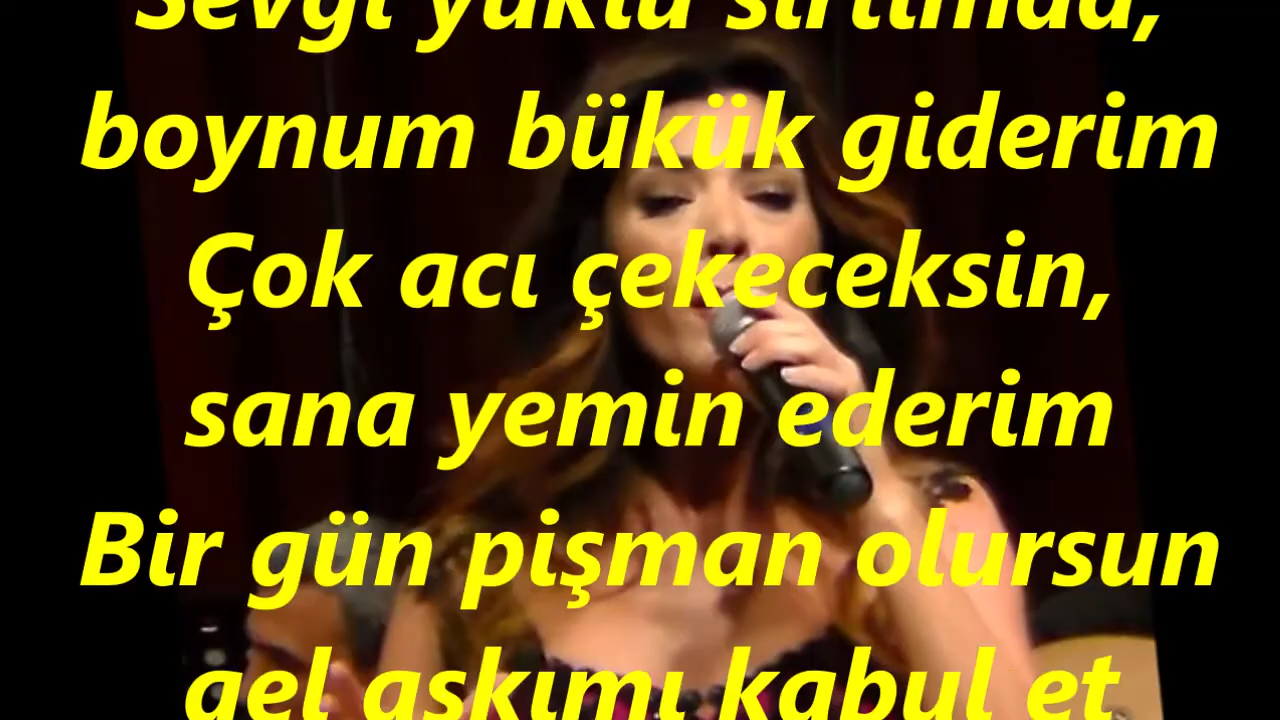 Sevgi yüklü sırtımda,
boynum bükük giderim
Çok acı çekeceksin,
sana yemin ederim
Bir gün pişman olursun
gel aşkımı kabul et